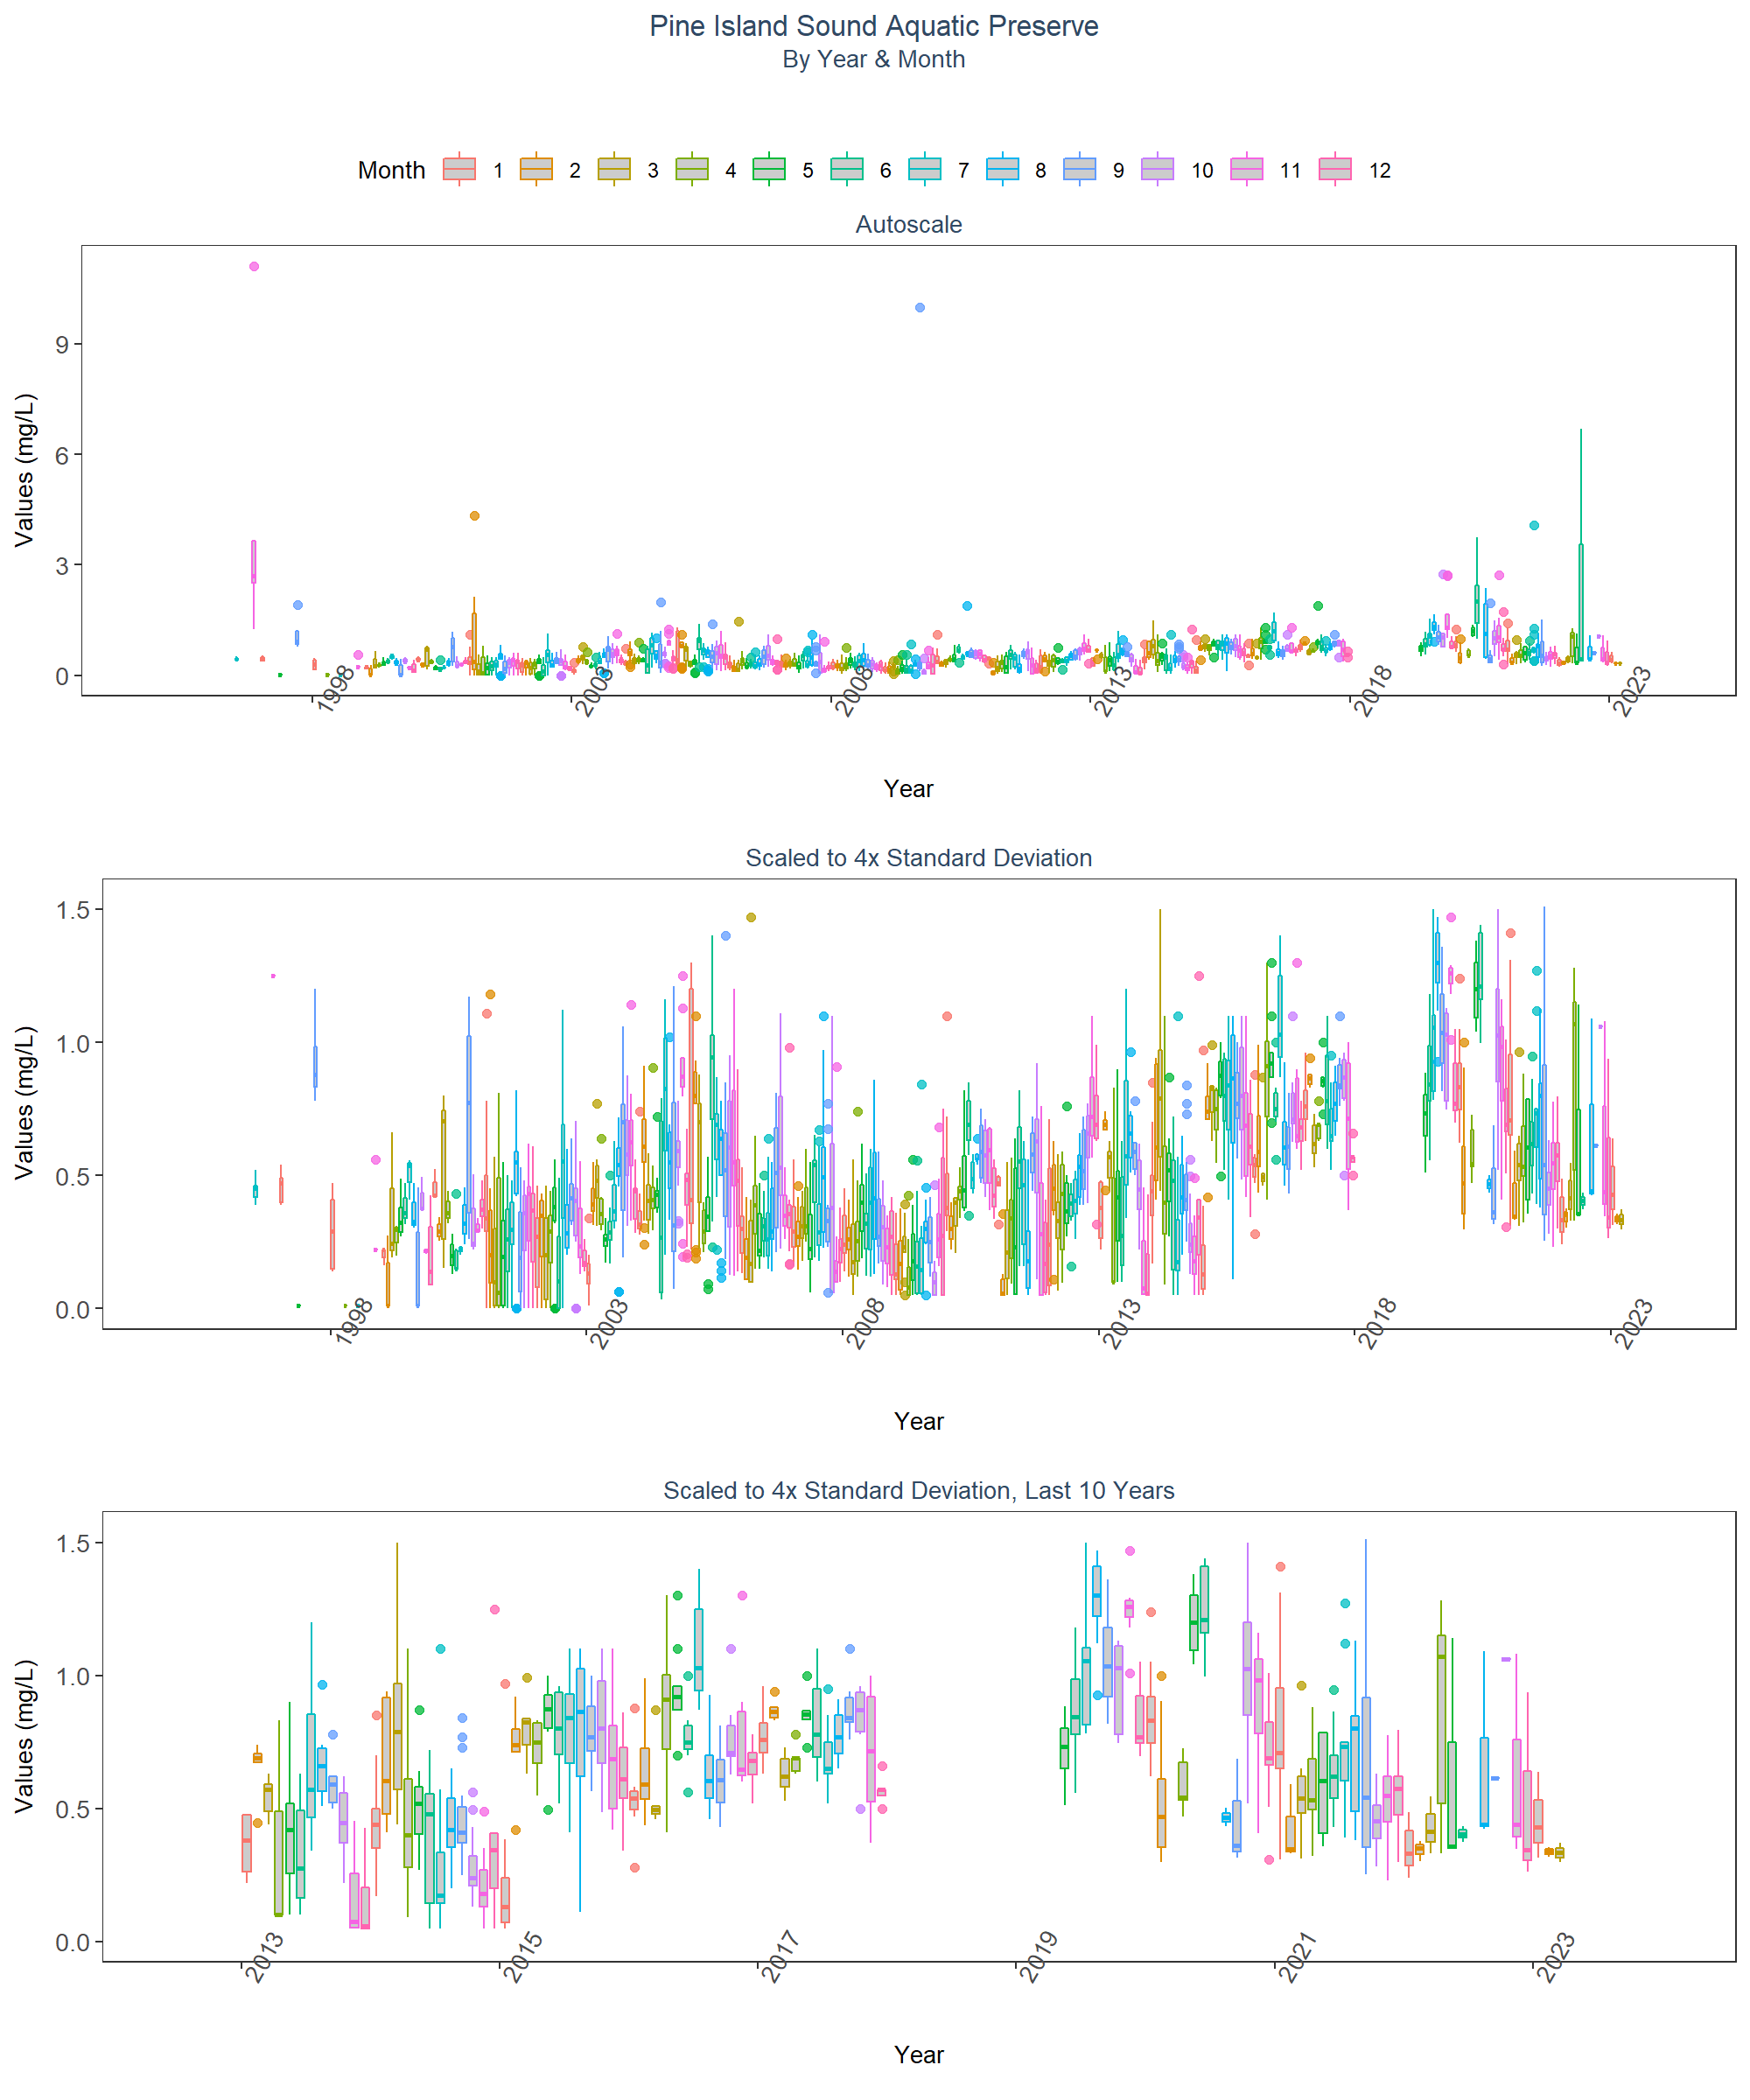 Pine Island Sound Aquatic Preserve
By Year & Month
Month 1 2 3 4 5 6 7 8 9 10 11 12
Autoscale
Values (mg/L)
9
6
3
0
1998 2003 2008 2013 2018 2023
Year
Scaled to 4x Standard Deviation
Values (mg/L)
1.5
1.0
0.5
0.0
1998 2003 2008 2013 2018 2023
Year
Scaled to 4x Standard Deviation, Last 10 Years
Values (mg/L)
1.5
1.0
0.5
0.0
2013 2015 2017 2019 2021 2023
Year